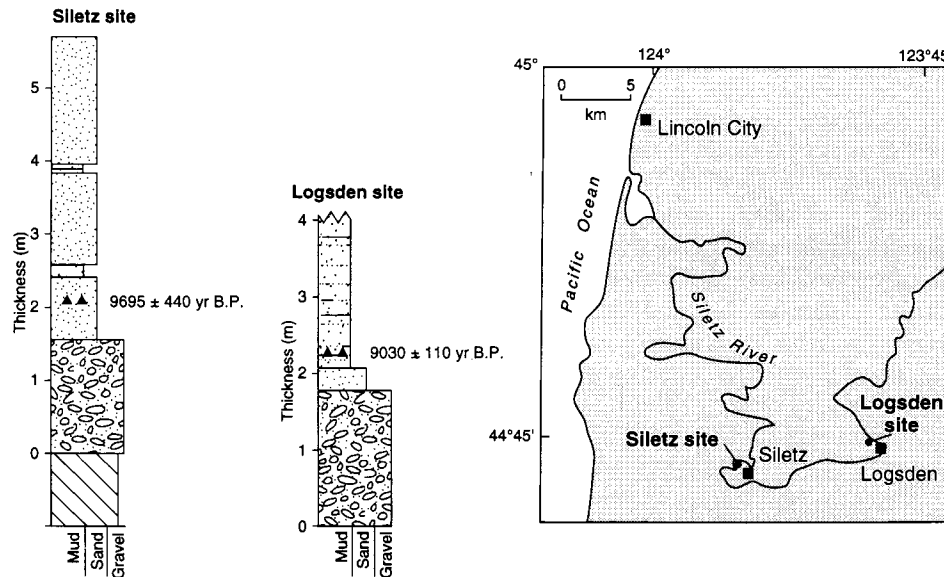 Siletz site
5
4
3
2
1
0
Thickness (m)
9695 ± 440 yr B.P.
Mud
Sand
Gravel
Logsden site
4
3
2
1
0
Thickness (m)
9030 ± 110 yr B.P.
Mud
Sand
Gravel
45°
124°
123°45
0 5
km
Lincoln City
Pacific Ocean
Siletz River
Logsden
site
44°45'
Siletz site
Siletz
Logsden